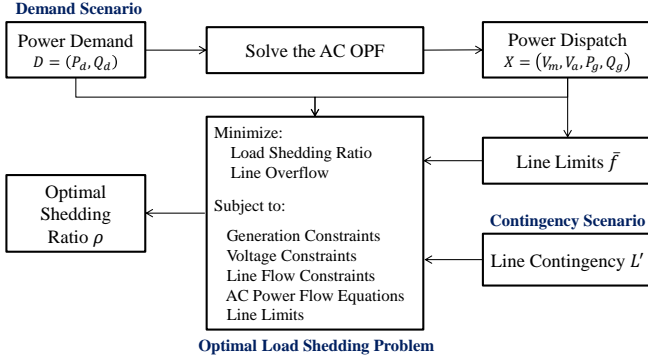 Demand Scenario
Power Demand
D = (P_d, Q_d)
Solve the AC OPF
Power Dispatch
X = (V_m, V_a, P_g, Q_g)
Minimize:
Load Shedding Ratio
Line Overflow
Subject to:
Generation Constraints
Voltage Constraints
Line Flow Constraints
AC Power Flow Equations
Line Limits
Line Limits f̄
Optimal
Shedding
Ratio ρ
Contingency Scenario
Line Contingency L′
Optimal Load Shedding Problem